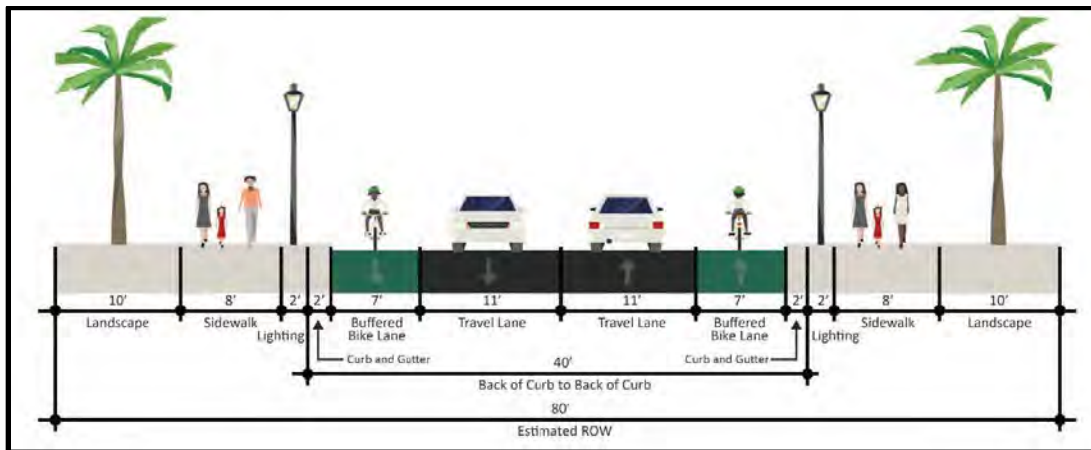 10' 8' 2' 2' 7' 11' 11' 7' 2' 2' 8' 10'
Landscape Sidewalk Lighting Buffered Bike Lane Travel Lane Travel Lane Buffered Bike Lane Lighting Sidewalk Landscape
Curb and Gutter Curb and Gutter
40'
Back of Curb to Back of Curb
80'
Estimated ROW